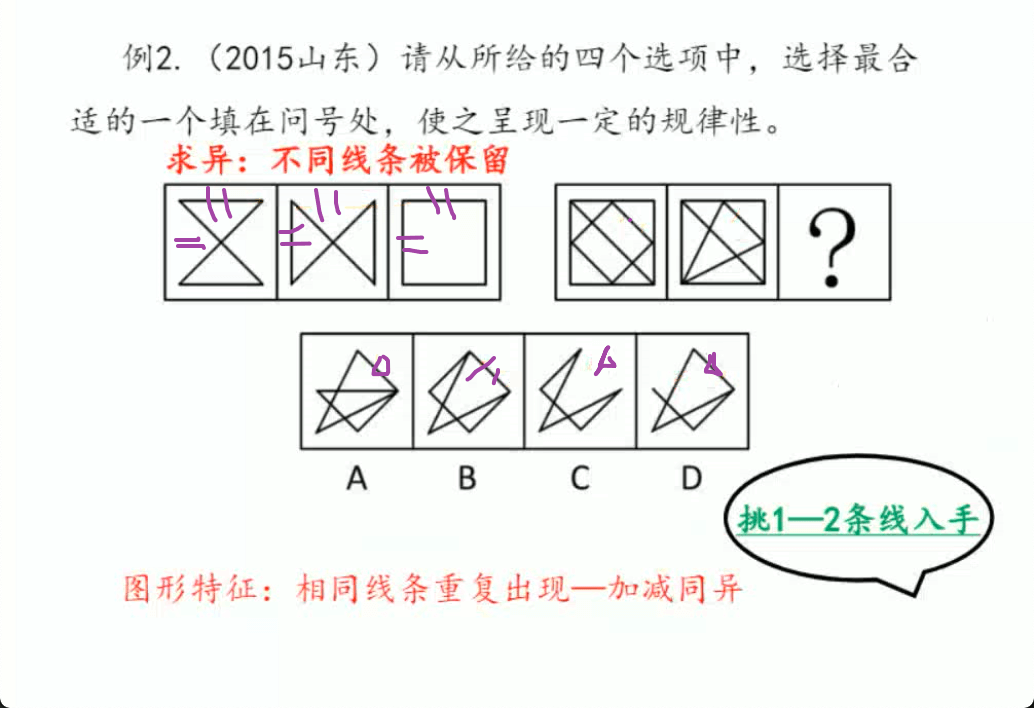 例2.（2015山东）请从所给的四个选项中，选择最合
适的一个填在问号处，使之呈现一定的规律性。
求异：不同线条被保留
?
A B C D
挑1—2条线入手
图形特征：相同线条重复出现—加减同异